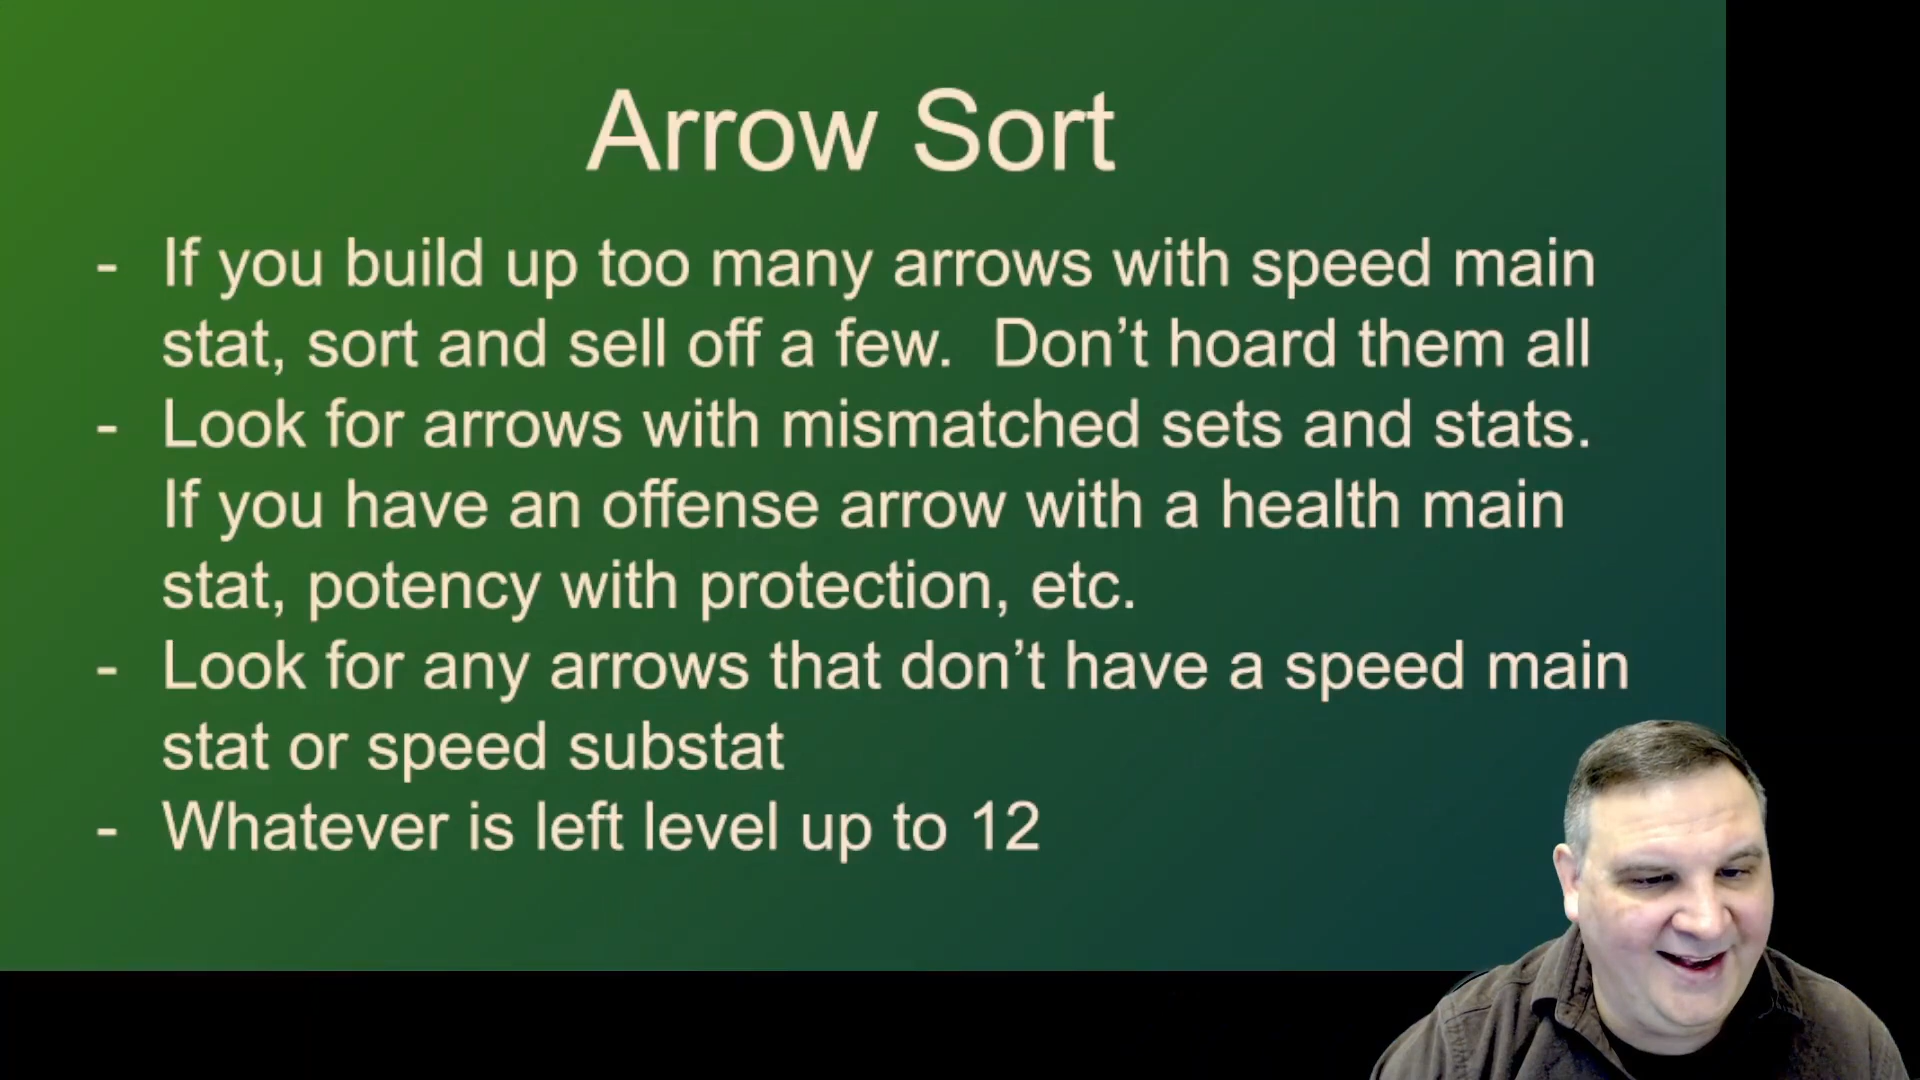 Arrow Sort
- If you build up too many arrows with speed main
stat, sort and sell off a few.  Don’t hoard them all
- Look for arrows with mismatched sets and stats.
If you have an offense arrow with a health main
stat, potency with protection, etc.
- Look for any arrows that don’t have a speed main
stat or speed substat
- Whatever is left level up to 12